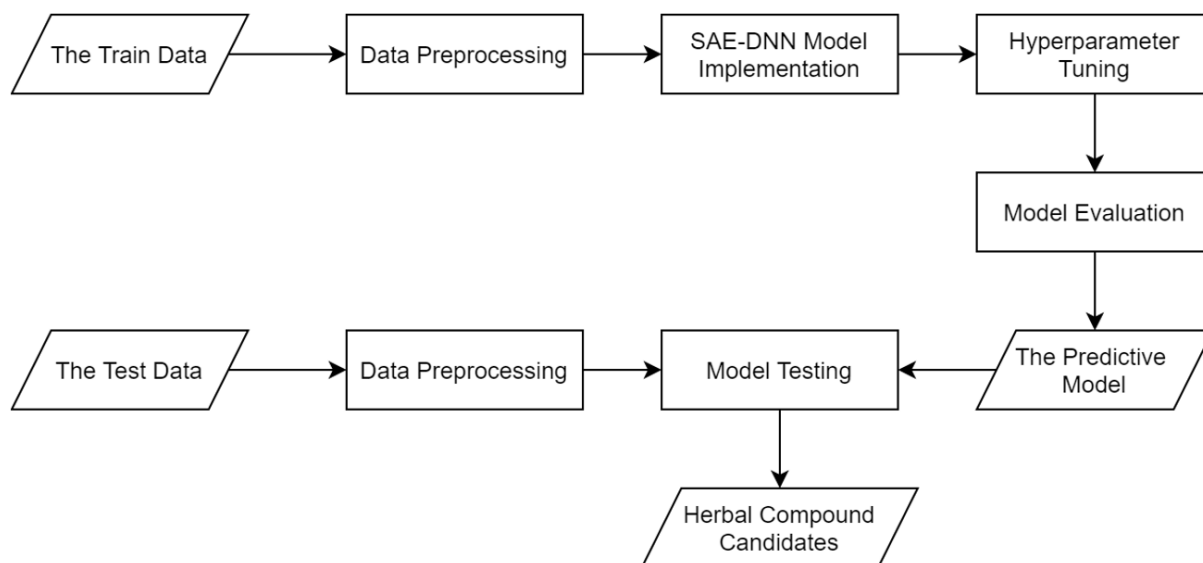 The Train Data
Data Preprocessing
SAE-DNN Model
Implementation
Hyperparameter
Tuning
Model Evaluation
The Test Data
Data Preprocessing
Model Testing
The Predictive
Model
Herbal Compound
Candidates